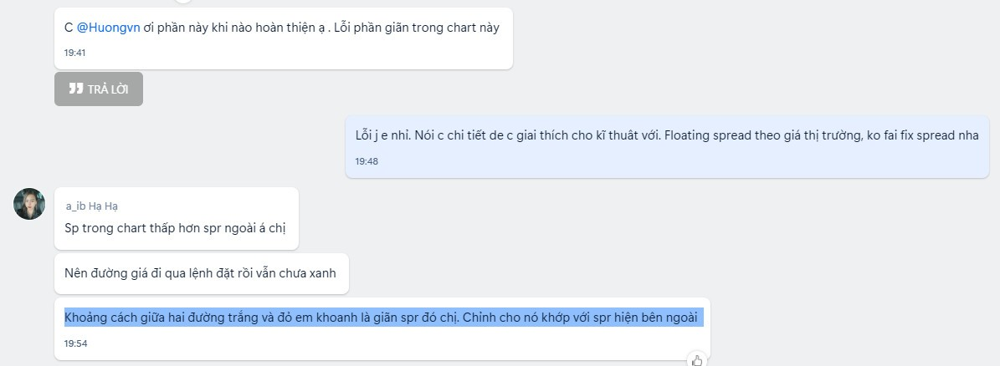 C @Huongvn ơi phần này khi nào hoàn thiện ạ . Lỗi phần giãn trong chart này
19:41
TRẢ LỜI
Lỗi j e nhỉ. Nói c chi tiết de c giai thích cho kĩ thuât với. Floating spread theo giá thị trường, ko fai fix spread nha
19:48
a_ib Hạ Hạ
Sp trong chart thấp hơn spr ngoài á chị
Nên đường giá đi qua lệnh đặt rồi vẫn chưa xanh
Khoảng cách giữa hai đường trắng và đỏ em khoanh là giãn spr đó chị. Chỉnh cho nó khớp với spr hiện bên ngoài
19:54